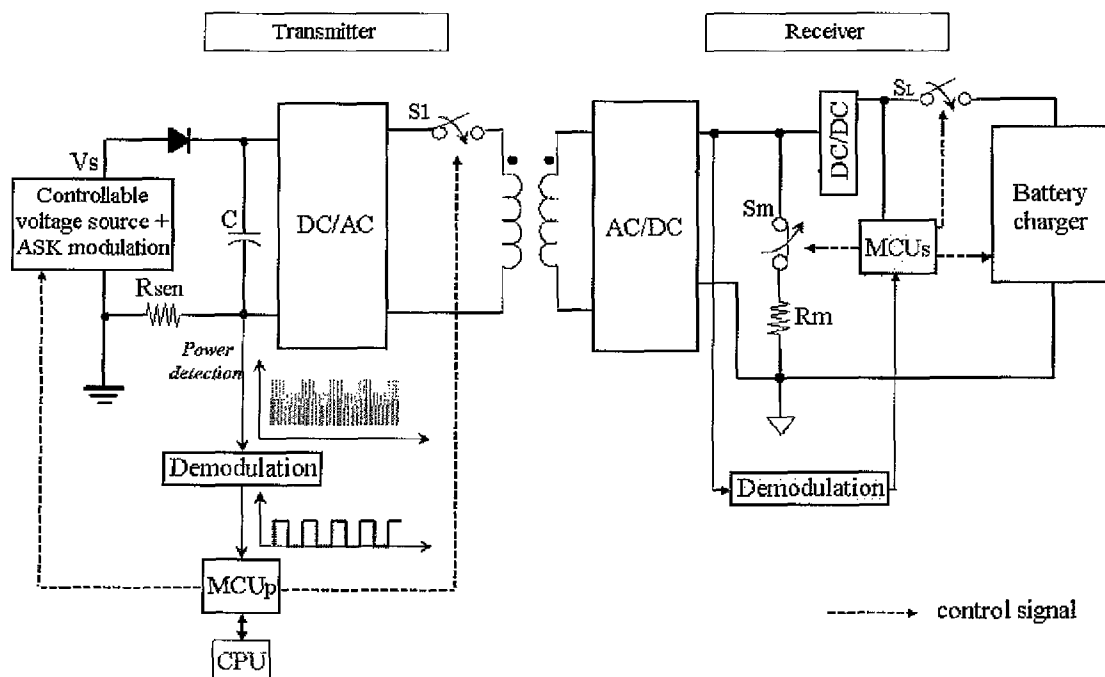 Transmitter
Receiver
S1
SL
Vs
Controllable
voltage source +
ASK modulation
C
DC/AC
AC/DC
DC/DC
Sm
MCUs
Battery
charger
Rsen
Rm
Power
detection
Demodulation
Demodulation
MCUp
CPU
control signal